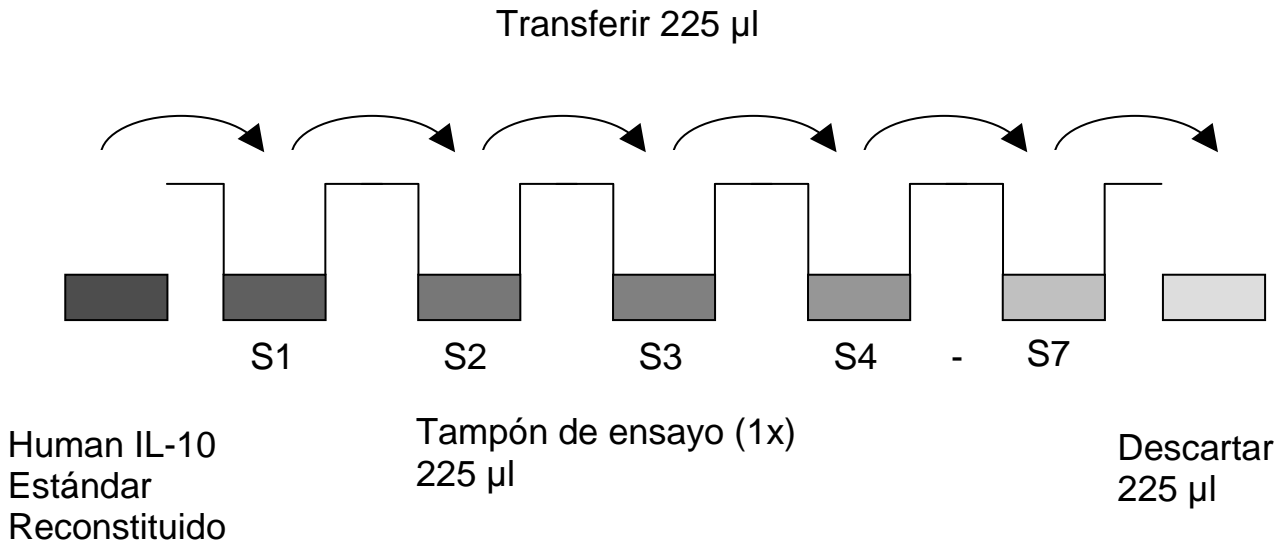 Transferir 225 µl
S1 S2 S3 S4 - S7
Human IL-10
Estándar
Reconstituido
Tampón de ensayo (1x)
225 µl
Descartar
225 µl